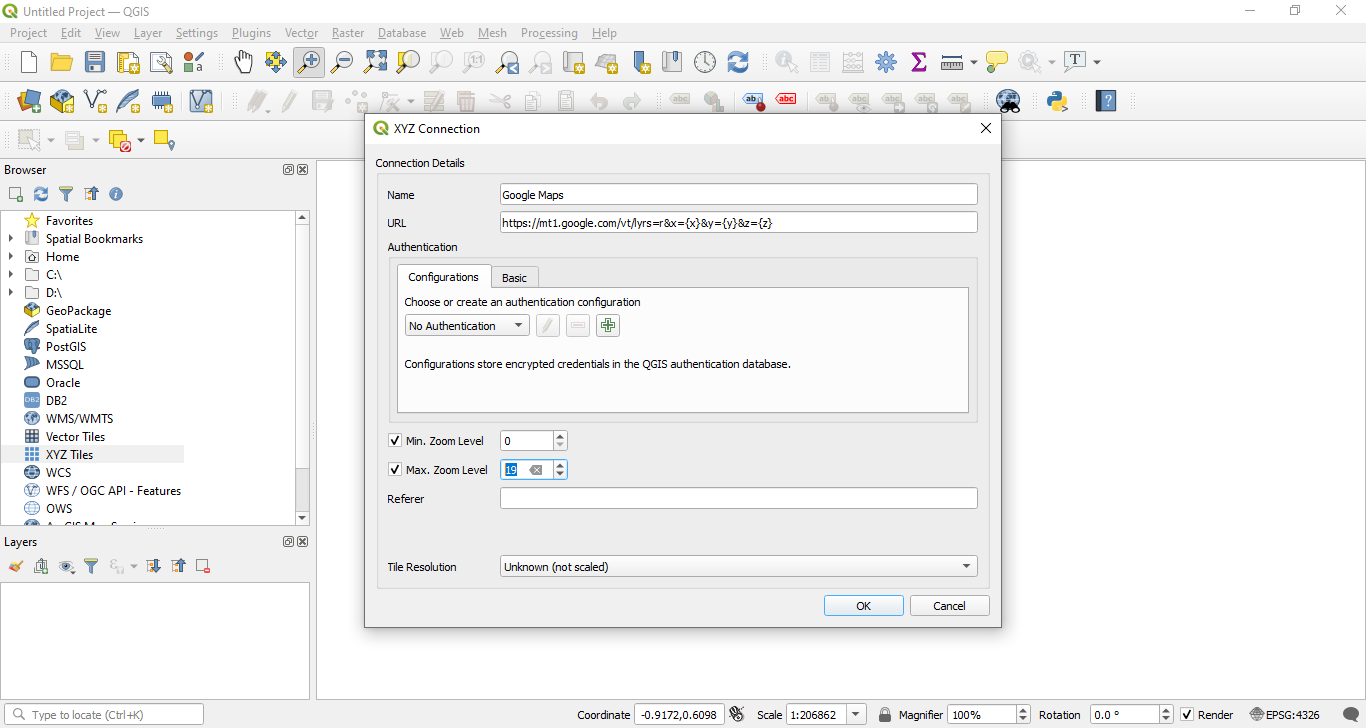 Untitled Project — QGIS
Project Edit View Layer Settings Plugins Vector Raster Database Web Mesh Processing Help
XYZ Connection
Connection Details
Name Google Maps
URL https://mt1.google.com/vt/lyrs=r&x={x}&y={y}&z={z}
Authentication
Configurations Basic
Choose or create an authentication configuration
No Authentication
Configurations store encrypted credentials in the QGIS authentication database.
Min. Zoom Level 0
Max. Zoom Level 19
Referer
Tile Resolution Unknown (not scaled)
OK Cancel
Browser
Favorites
Spatial Bookmarks
Home
C:\
D:\
GeoPackage
SpatiaLite
PostGIS
MSSQL
Oracle
DB2
WMS/WMTS
Vector Tiles
XYZ Tiles
WCS
WFS / OGC API - Features
OWS
Layers
Type to locate (Ctrl+K)
Coordinate -0.9172,0.6098 Scale 1:206862 Magnifier 100% Rotation 0.0 ° Render EPSG:4326